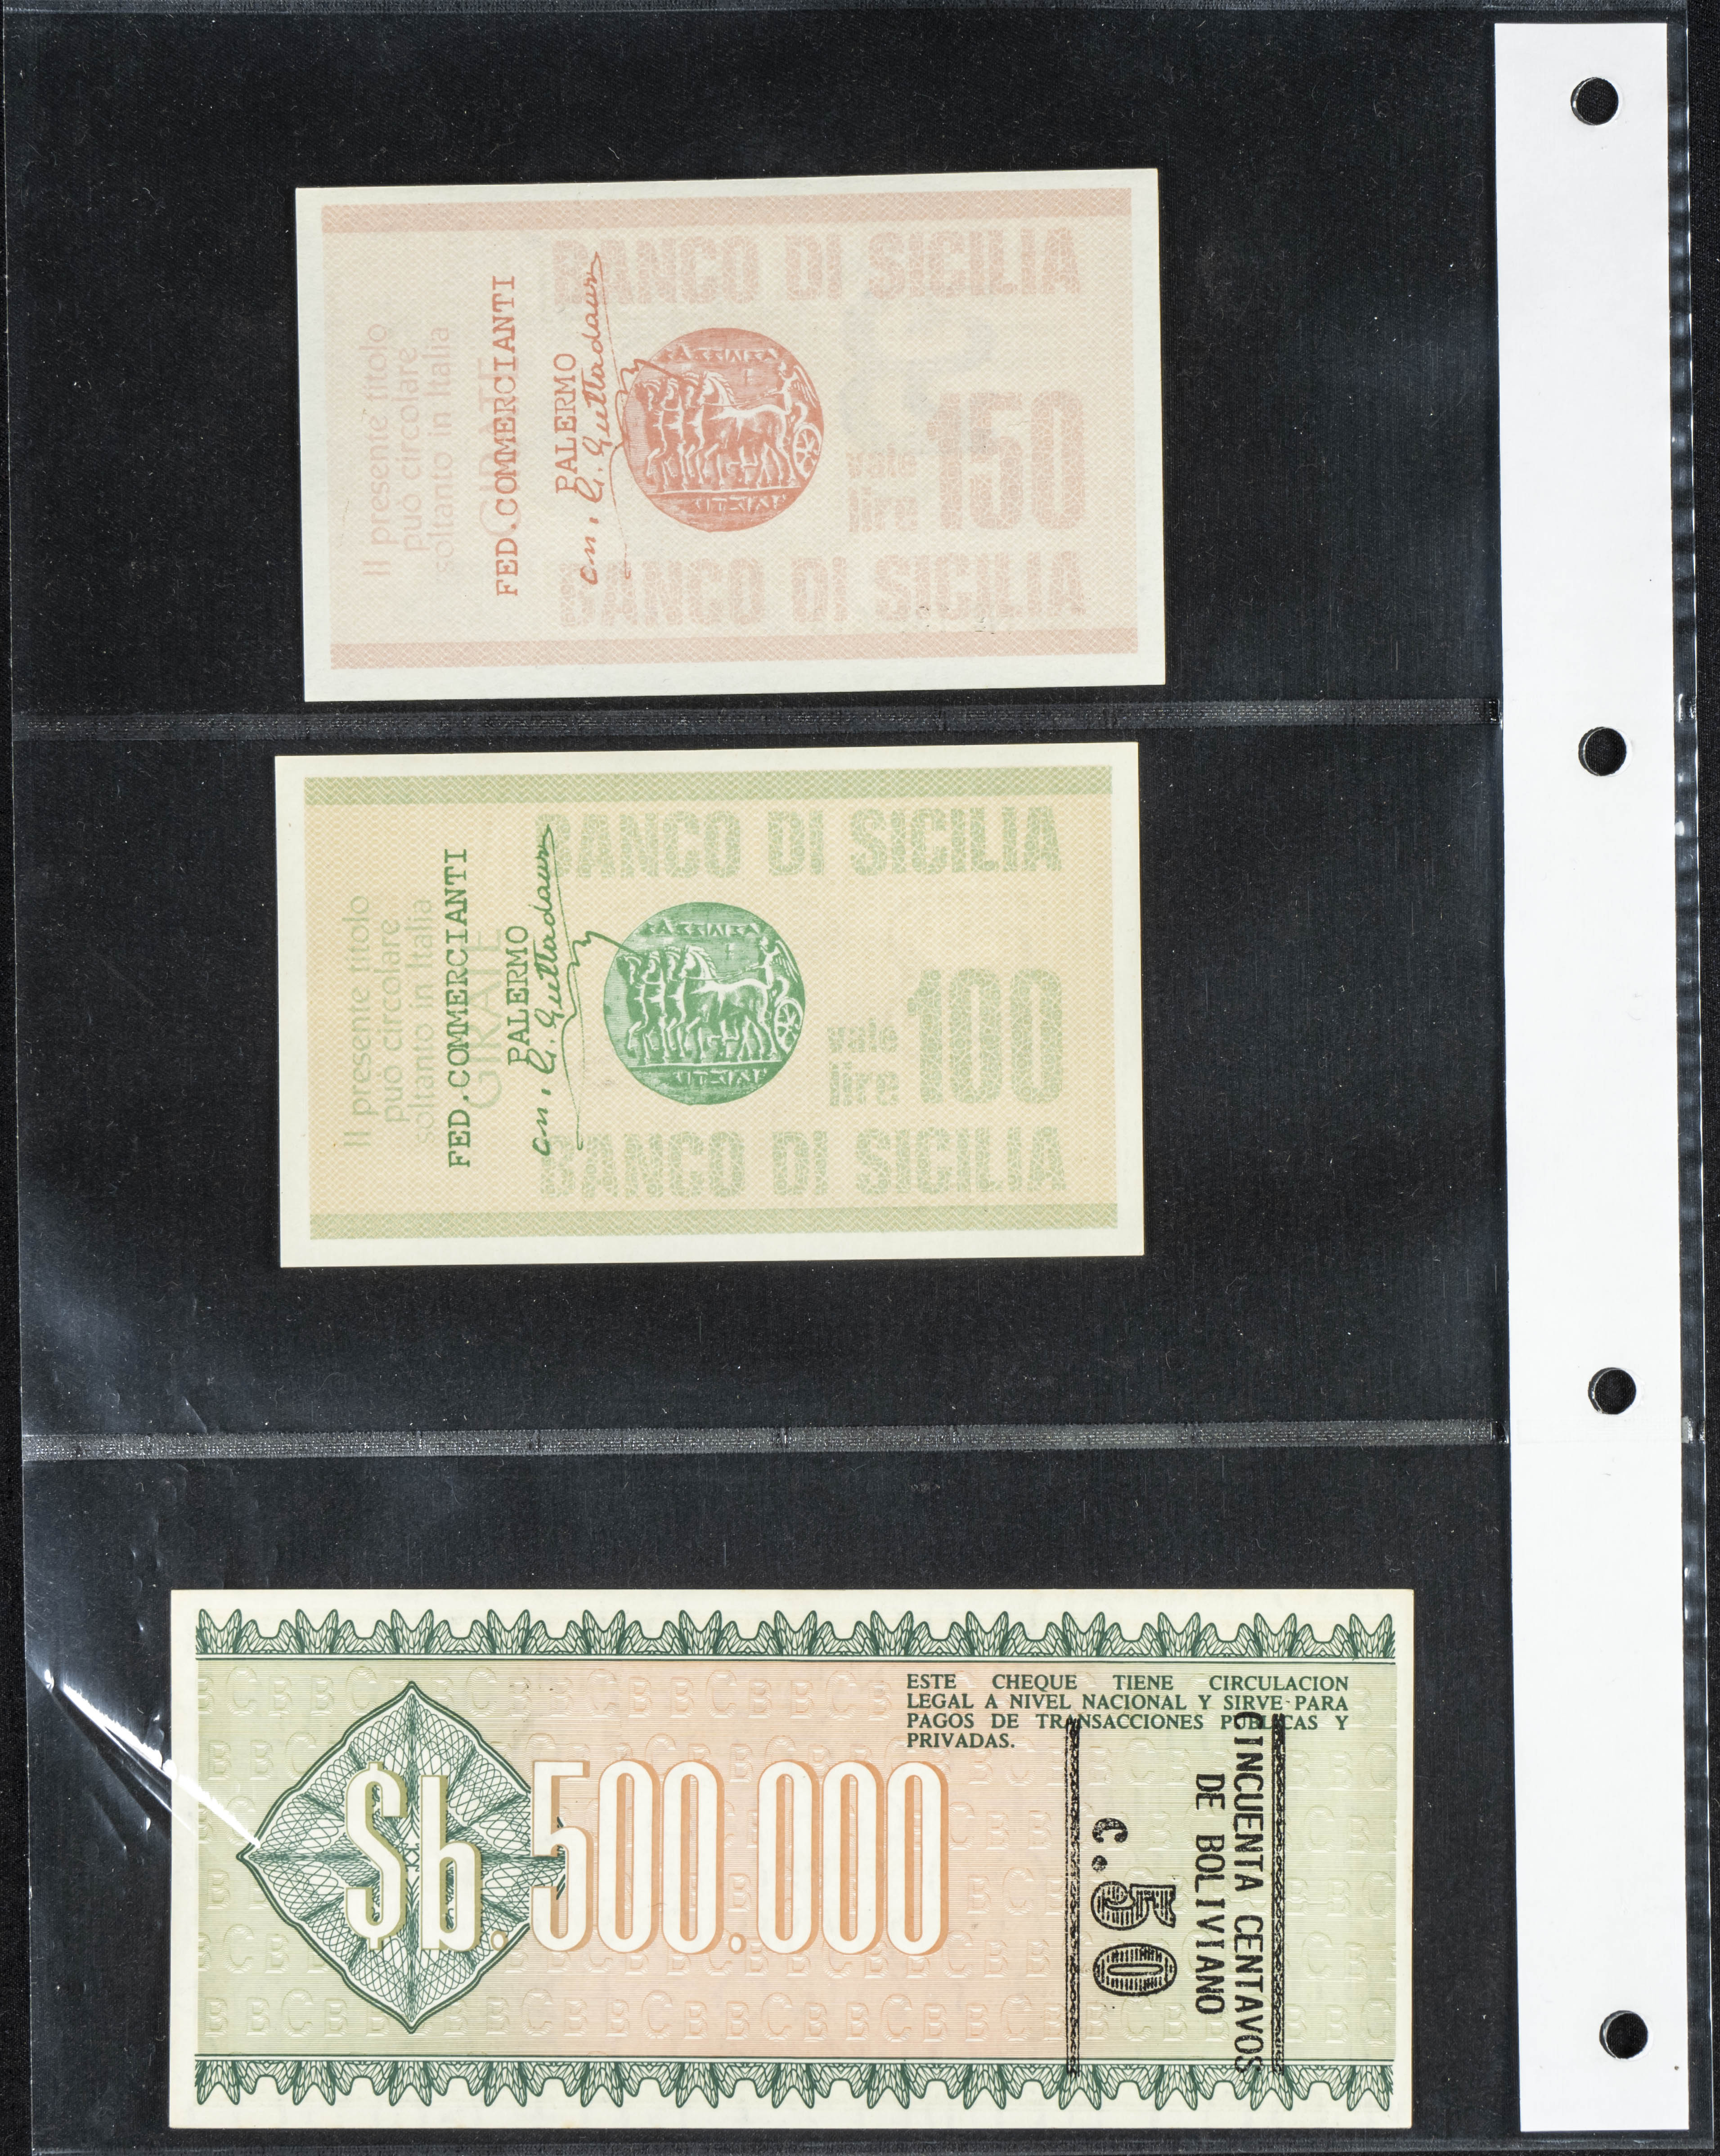 Il presente titolo
può circolare
soltanto in Italia
FED.COMMERCIANTI
PALERMO
BANCO DI SICILIA
vale
lire 150
BANCO DI SICILIA
Il presente titolo
può circolare
soltanto in Italia
FED.COMMERCIANTI
GIRATE
PALERMO
BANCO DI SICILIA
vale
lire 100
BANCO DI SICILIA
ESTE CHEQUE TIENE CIRCULACION
LEGAL A NIVEL NACIONAL Y SIRVE PARA
PAGOS DE TRANSACCIONES PUBLICAS Y
PRIVADAS.
$b.500.000
CINCUENTA CENTAVOS
DE BOLIVIANO
C.50